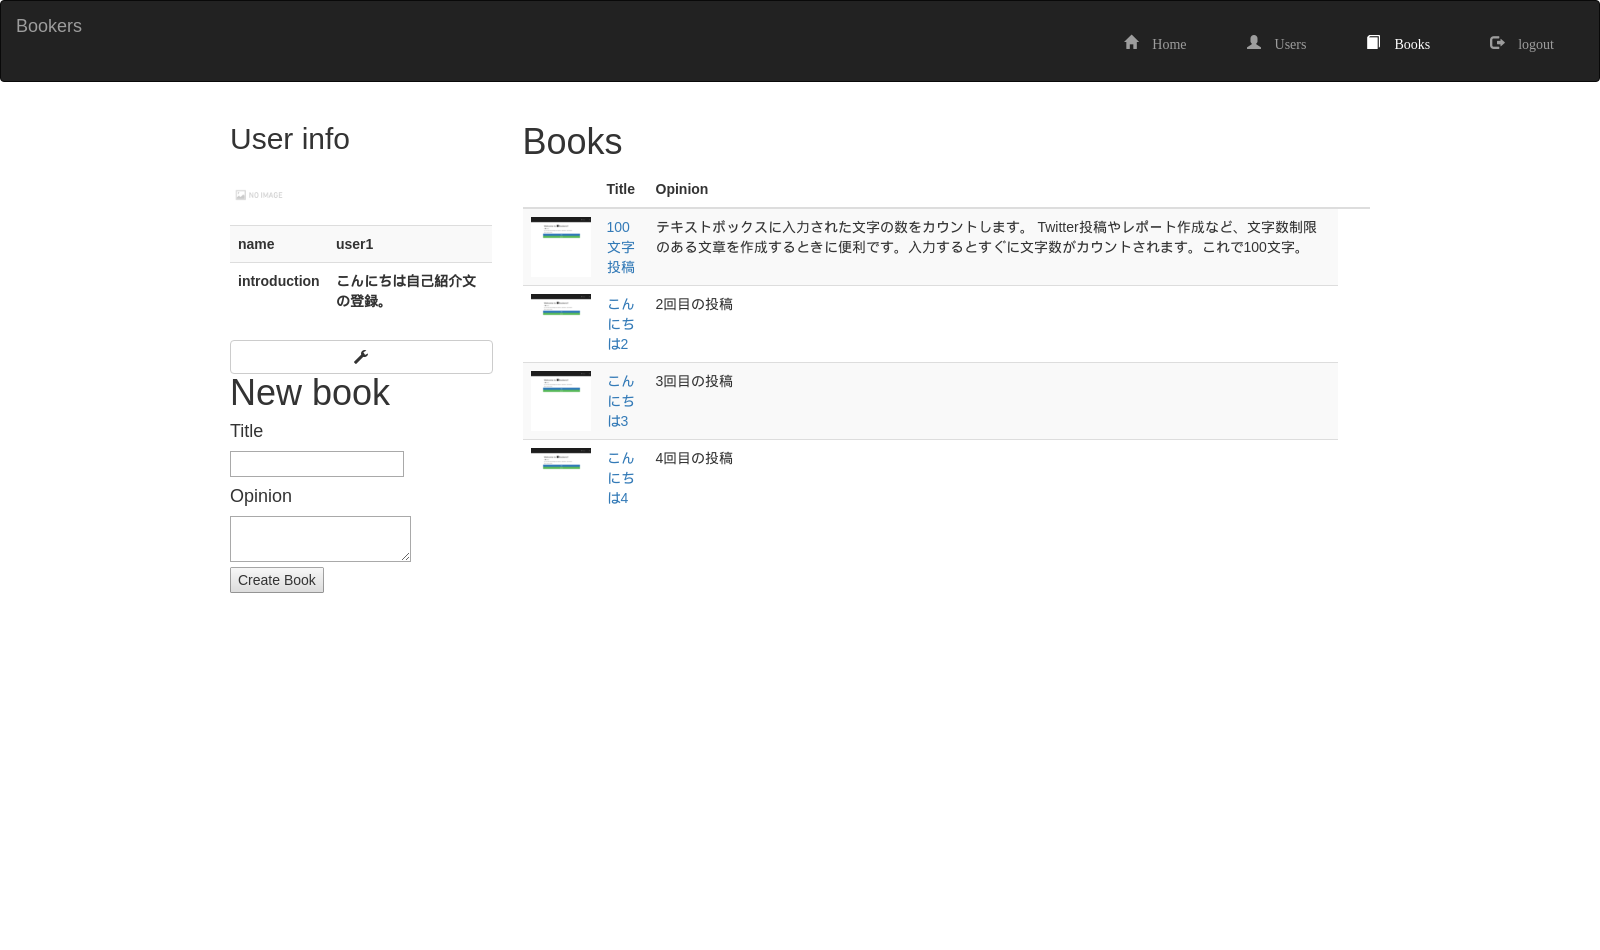 Bookers
Home
Users
Books
logout
User info
NO IMAGE
name user1
introduction こんにちは自己紹介文
の登録。
New book
Title
Opinion
Create Book
Books
Title Opinion
100
文字
投稿
テキストボックスに入力された文字の数をカウントします。 Twitter投稿やレポート作成など、文字数制限
のある文章を作成するときに便利です。入力するとすぐに文字数がカウントされます。これで100文字。
こん
にち
は2
2回目の投稿
こん
にち
は3
3回目の投稿
こん
にち
は4
4回目の投稿